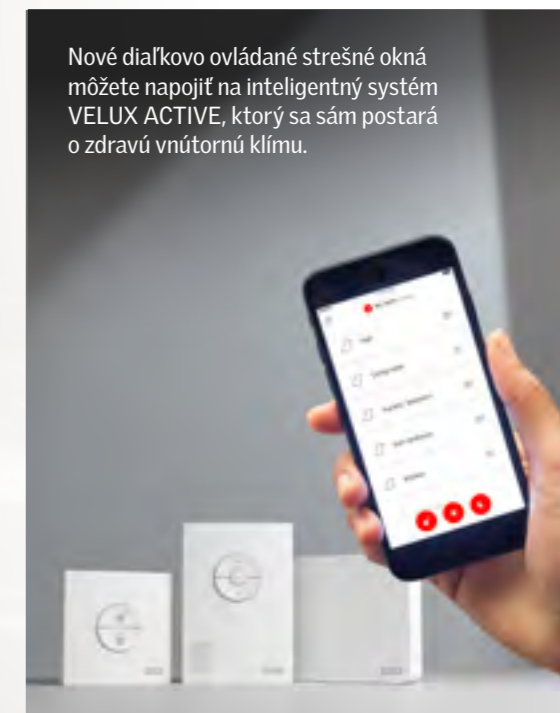 Nové diaľkovo ovládané strešné okná
môžete napojiť na inteligentný systém
VELUX ACTIVE, ktorý sa sám postará
o zdravú vnútornú klímu.